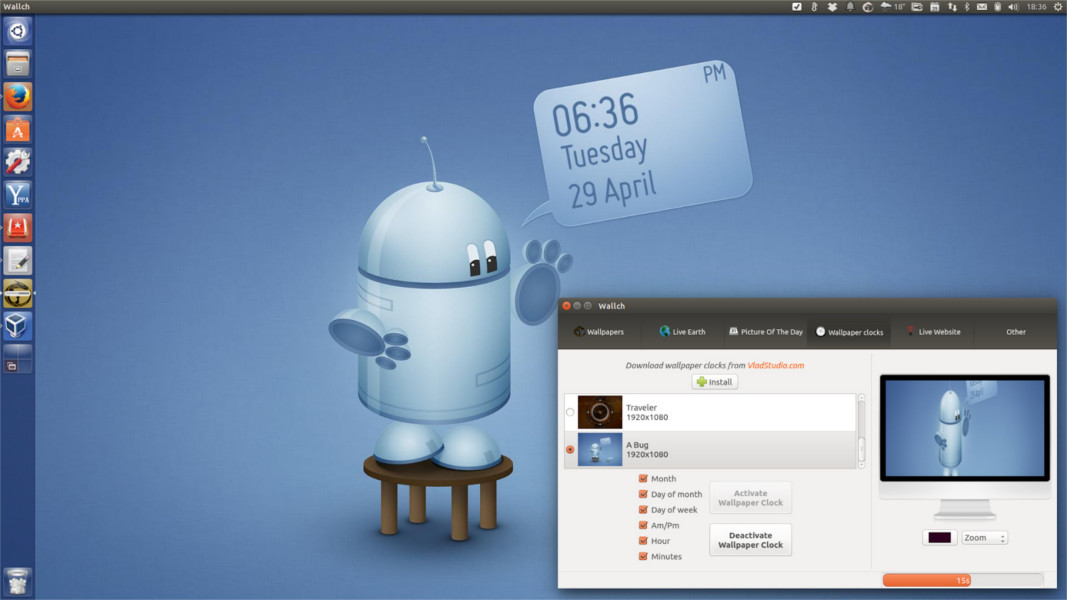 Wallch
18°
18:36
PM
06:36
Tuesday
29 April
YPPA
Wallch
Wallpapers
Live Earth
Picture Of The Day
Wallpaper clocks
Live Website
Other
Download wallpaper clocks from VladStudio.com
Install
Traveler
1920x1080
A Bug
1920x1080
Month
Day of month
Day of week
Am/Pm
Hour
Minutes
Activate
Wallpaper Clock
Deactivate
Wallpaper Clock
Zoom
15s